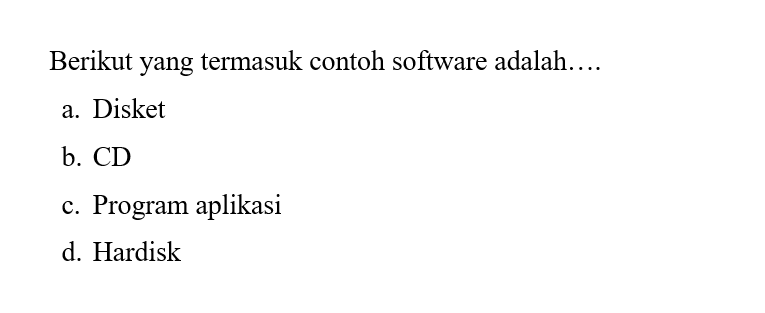 Berikut yang termasuk contoh software adalah….
a. Disket
b. CD
c. Program aplikasi
d. Hardisk